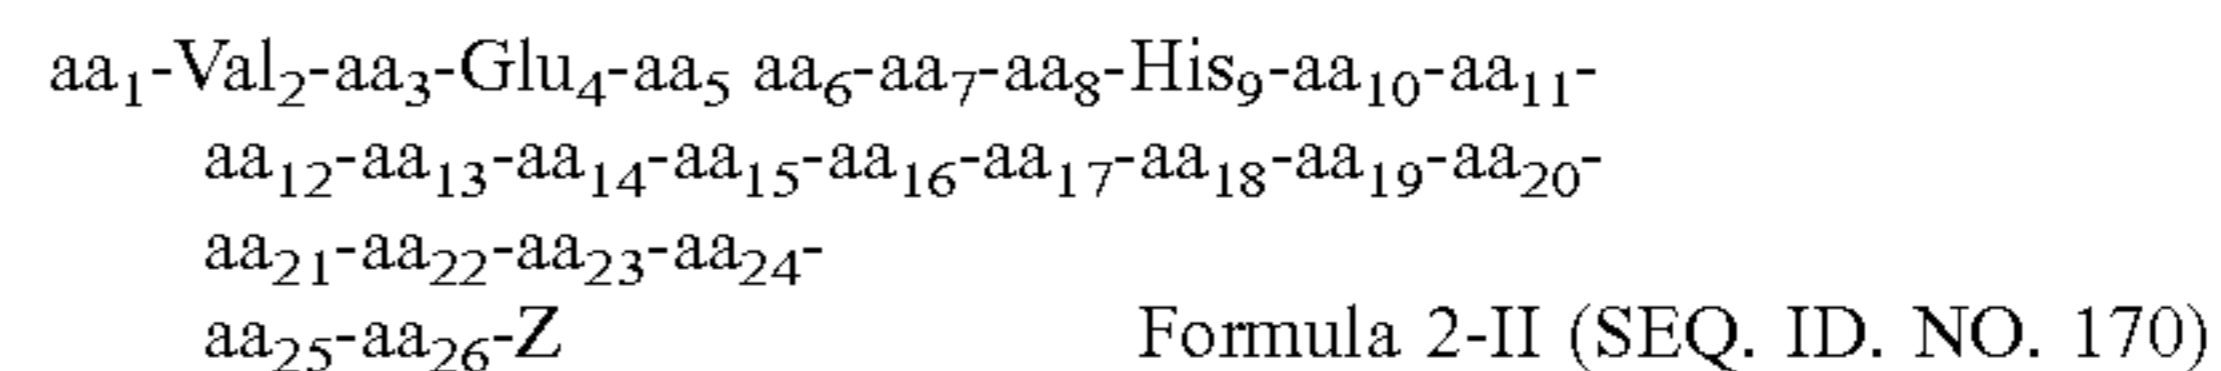 aa₁-Val₂-aa₃-Glu₄-aa₅ aa₆-aa₇-aa₈-His₉-aa₁₀-aa₁₁-
aa₁₂-aa₁₃-aa₁₄-aa₁₅-aa₁₆-aa₁₇-aa₁₈-aa₁₉-aa₂₀-
aa₂₁-aa₂₂-aa₂₃-aa₂₄-
aa₂₅-aa₂₆-Z Formula 2-II (SEQ. ID. NO. 170)